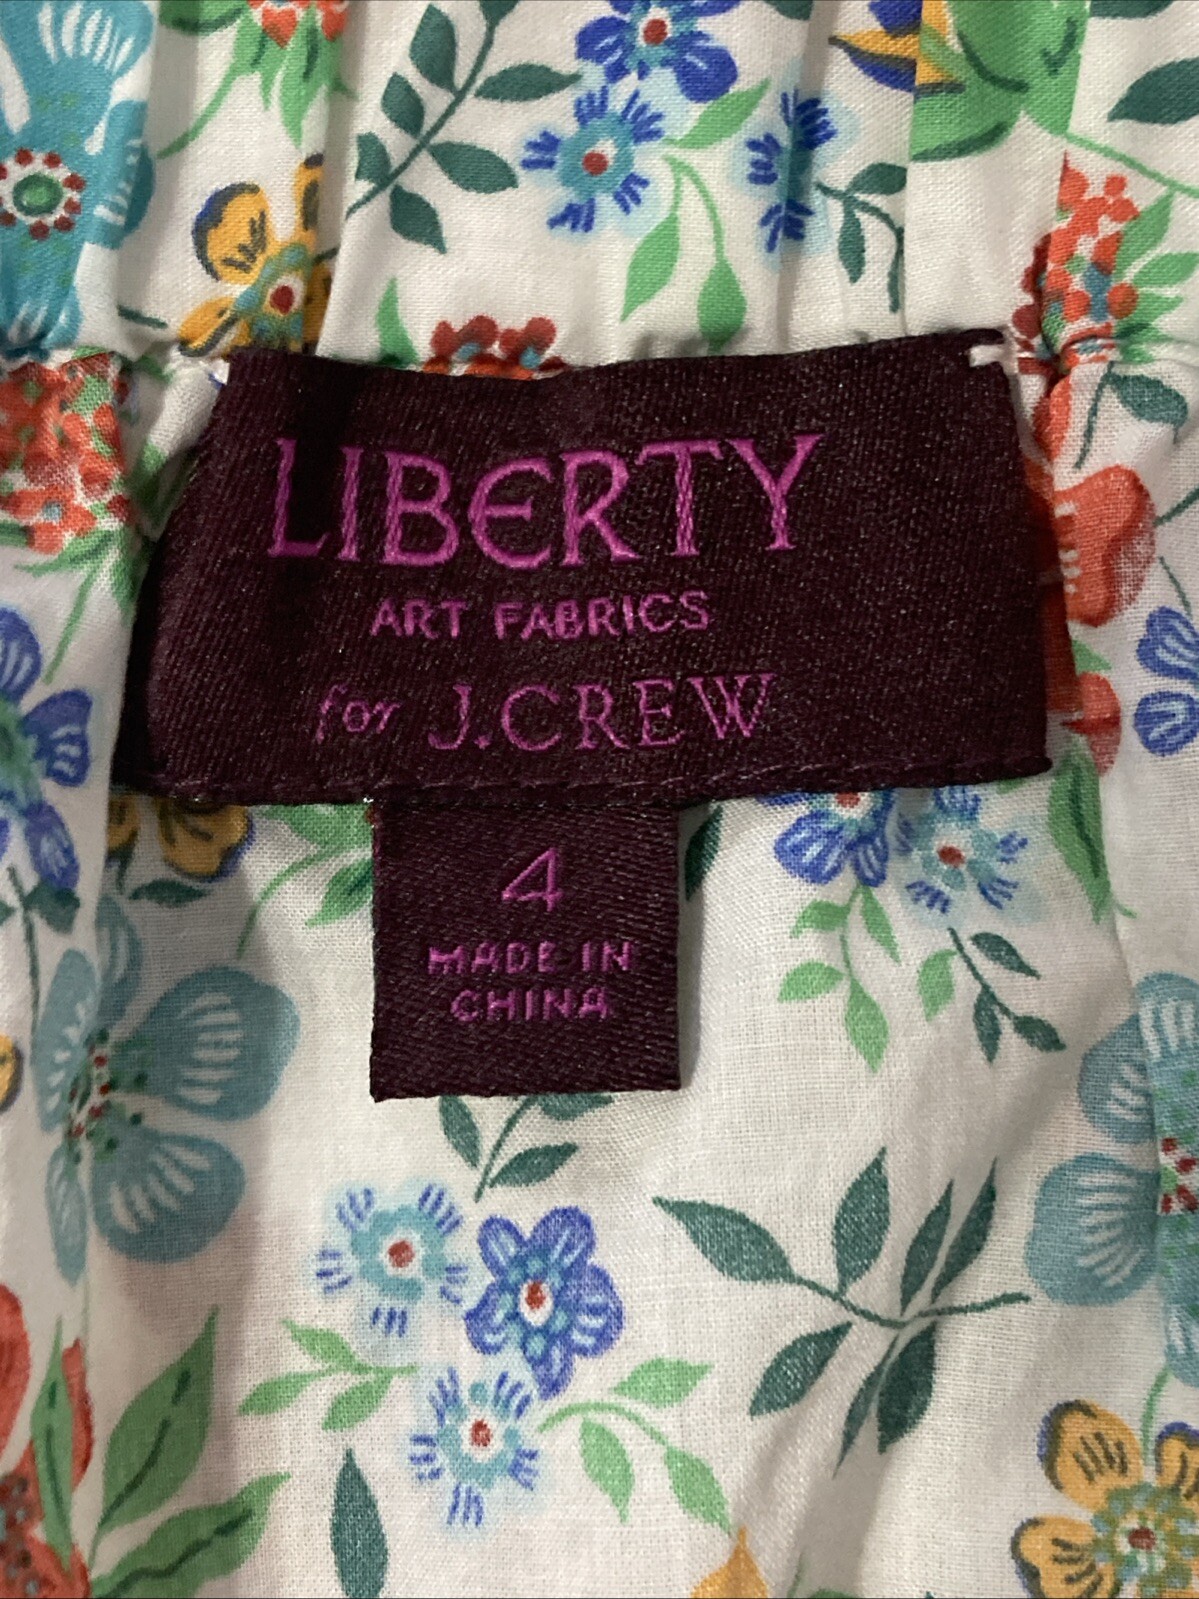 LIBERTY
ART FABRICS
for J.CREW
4
MADE IN
CHINA